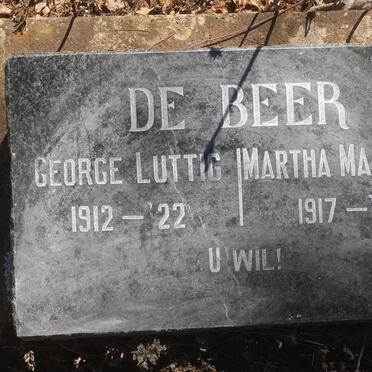 DE BEER
GEORGE LUTTIG MARTHA MA
1912 – '22 1917 –
U WIL!